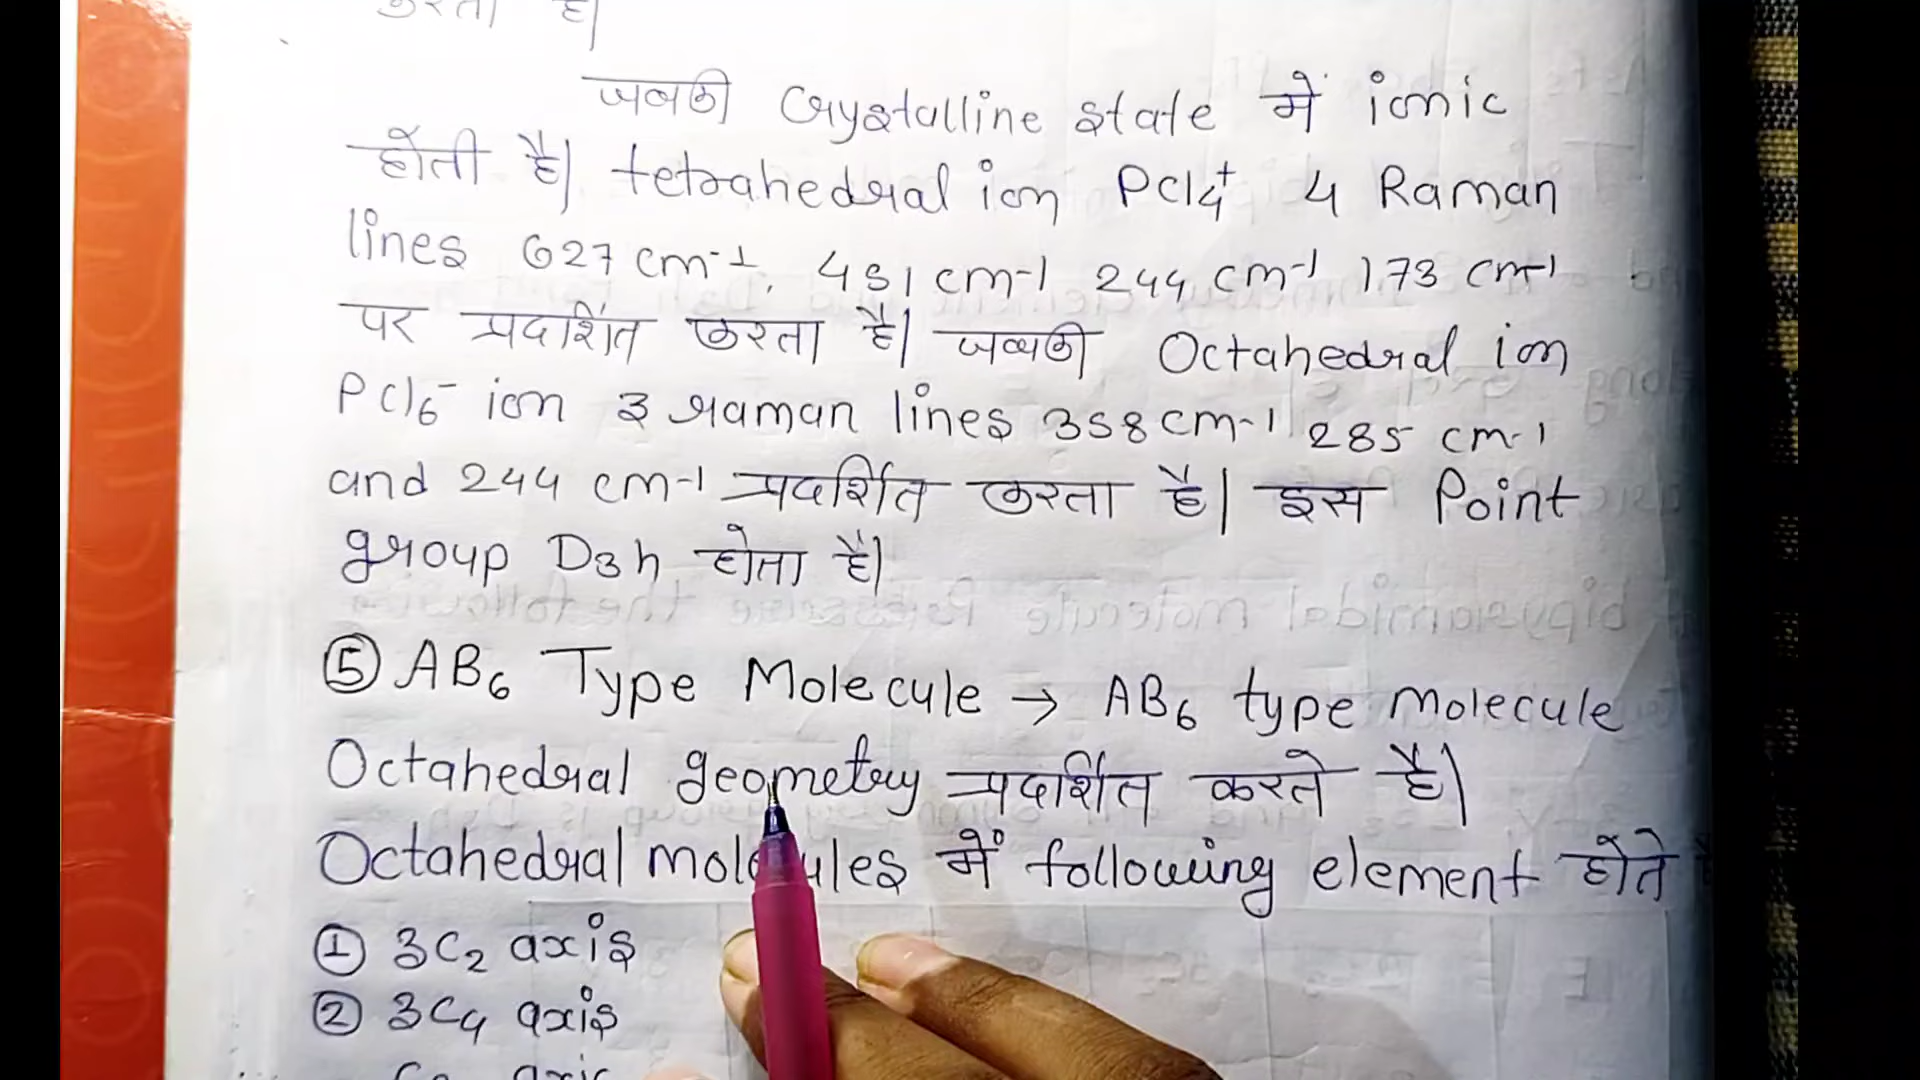 करता है।
जबकी Crystalline state में ionic
होती है। tetrahedral ion PCl4+ 4 Raman
lines 627 cm-1, 451 cm-1 244 cm-1 173 cm-1
पर प्रदर्शित करता है। जबकी Octahedral ion
PCl6- ion 3 raman lines 358 cm-1 285 cm-1
and 244 cm-1 प्रदर्शित करता है। इस Point
group D3h होता है।
⑤ AB6 Type Molecule → AB6 type Molecule
Octahedral geometry प्रदर्शित करते है।
Octahedral molecules में following element होते
① 3C2 axis
② 3C4 axis
axis